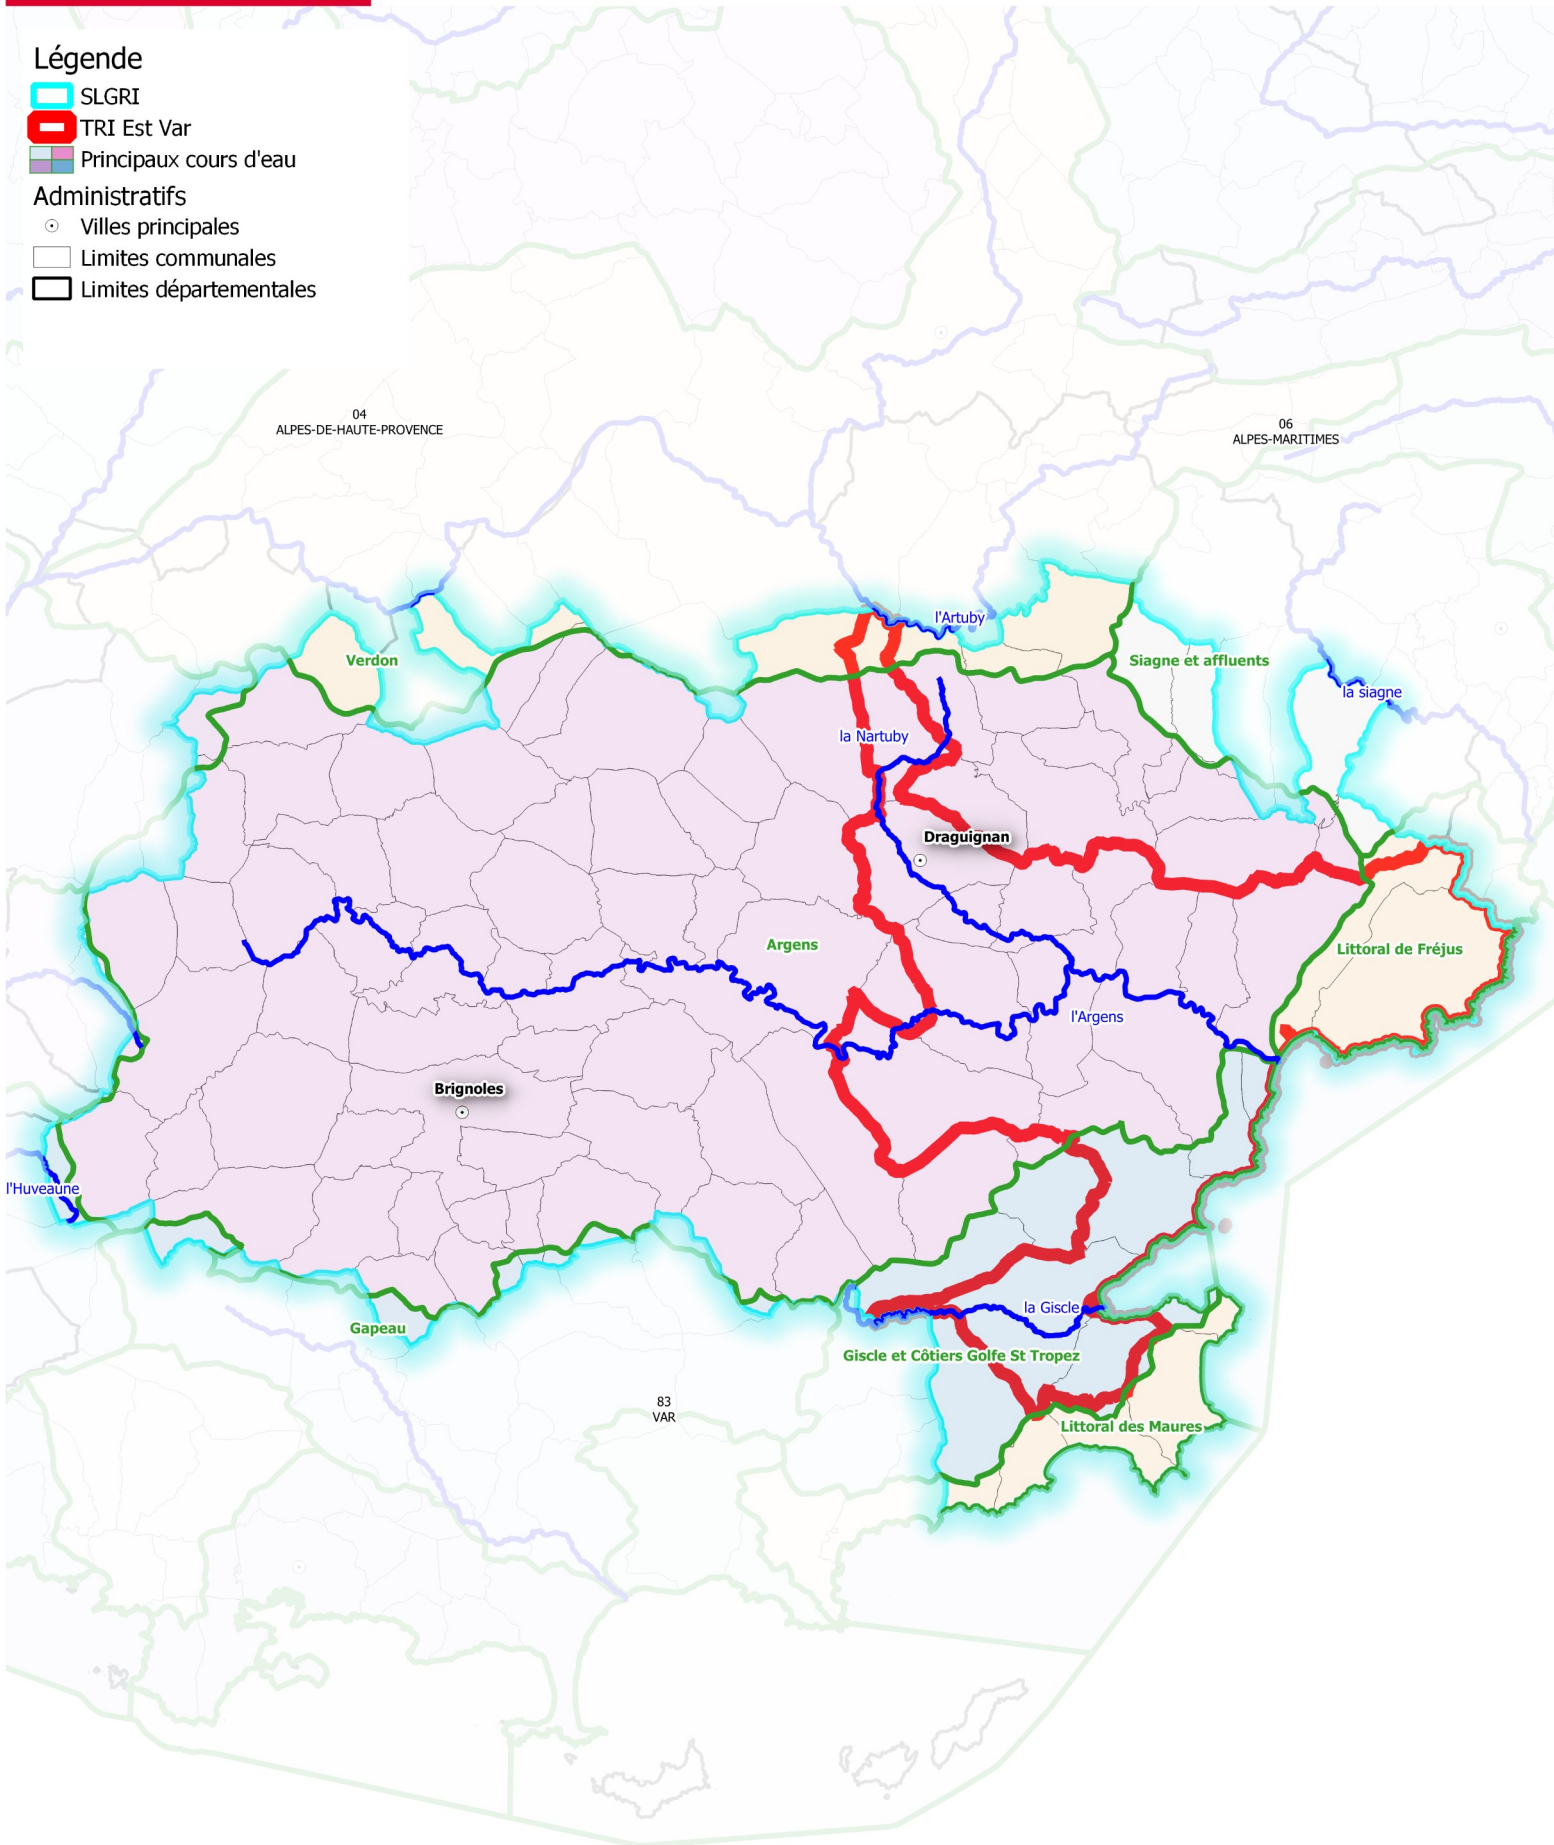 Légende
SLGRI
TRI Est Var
Principaux cours d'eau
Administratifs
Villes principales
Limites communales
Limites départementales
04
ALPES-DE-HAUTE-PROVENCE
06
ALPES-MARITIMES
l'Artuby
Verdon
Siagne et affluents
la siagne
la Nartuby
Draguignan
Argens
Littoral de Fréjus
l'Argens
Brignoles
l'Huveaune
la Giscle
Gapeau
Giscle et Côtiers Golfe St Tropez
83
VAR
Littoral des Maures